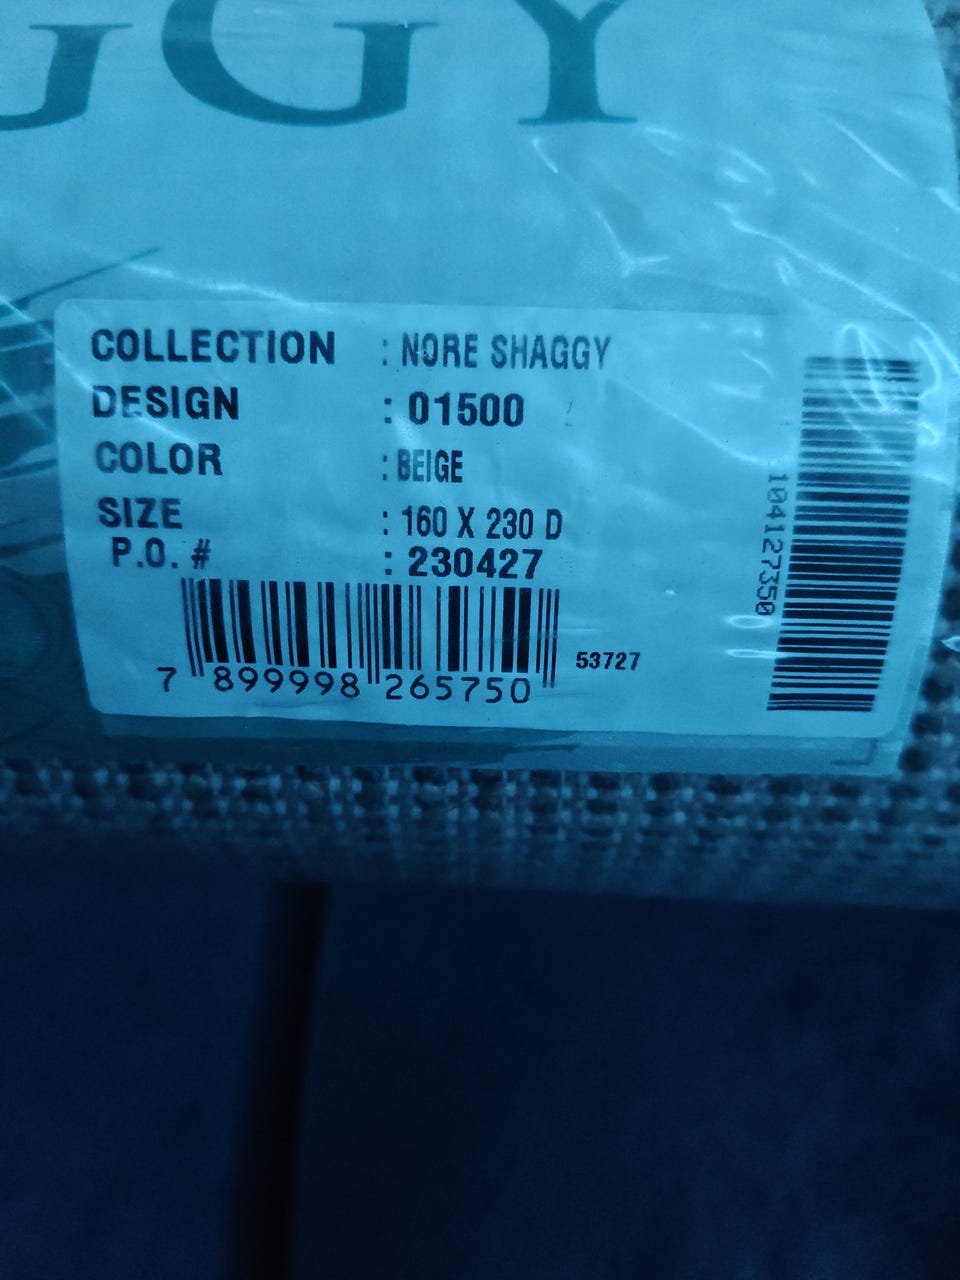 GGY
COLLECTION : NORE SHAGGY
DESIGN : 01500
COLOR : BEIGE
SIZE : 160 X 230 D
P.O. # : 230427
7 899998 265750
53727
104127350